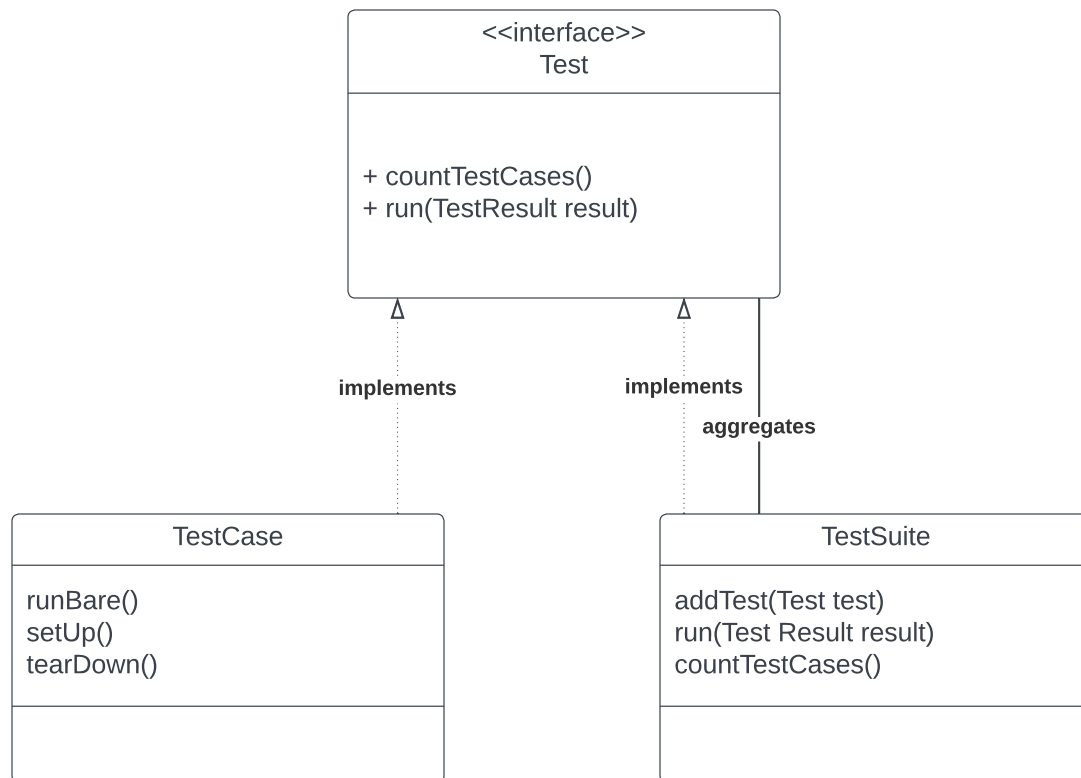 <<interface>>
Test
+ countTestCases()
+ run(TestResult result)
implements
implements
aggregates
TestCase
runBare()
setUp()
tearDown()
TestSuite
addTest(Test test)
run(Test Result result)
countTestCases()